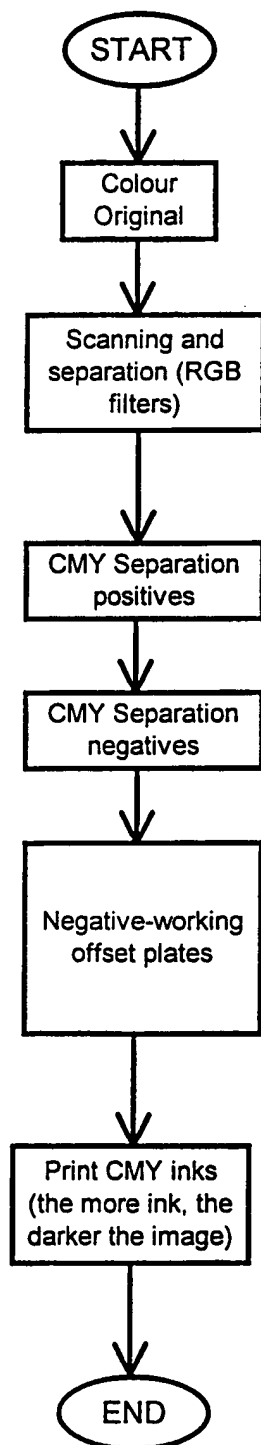 START
Colour
Original
Scanning and
separation (RGB
filters)
CMY Separation
positives
CMY Separation
negatives
Negative-working
offset plates
Print CMY inks
(the more ink, the
darker the image)
END